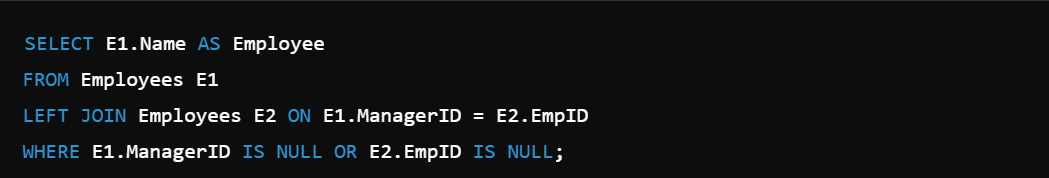 SELECT E1.Name AS Employee
FROM Employees E1
LEFT JOIN Employees E2 ON E1.ManagerID = E2.EmpID
WHERE E1.ManagerID IS NULL OR E2.EmpID IS NULL;